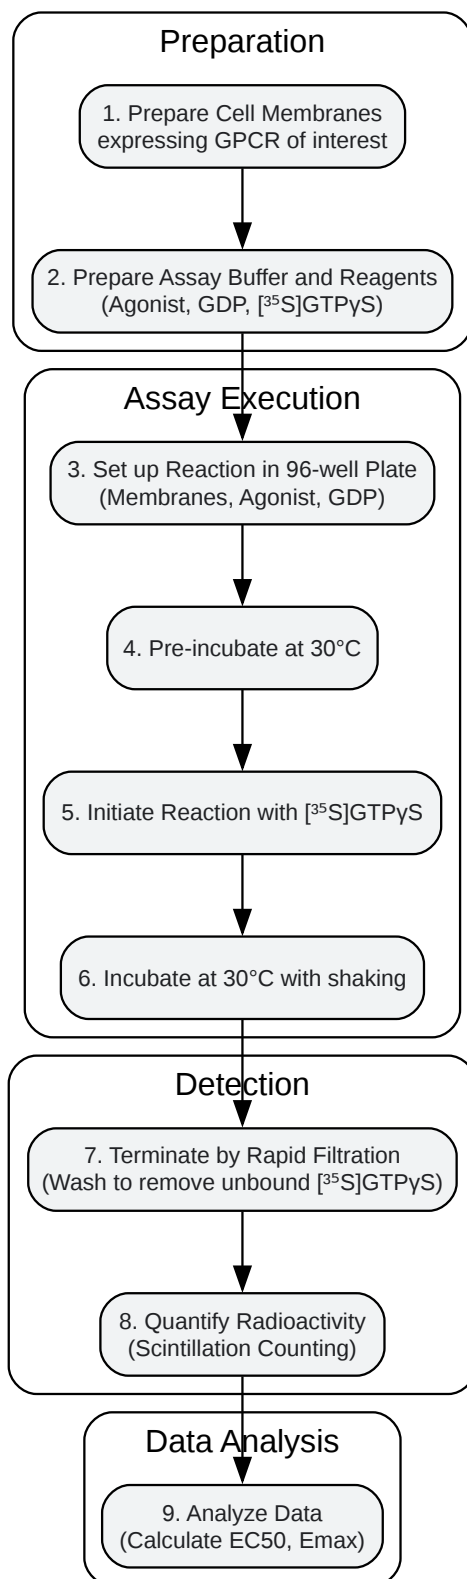 Preparation
1. Prepare Cell Membranes
expressing GPCR of interest
2. Prepare Assay Buffer and Reagents
(Agonist, GDP, [³⁵S]GTPγS)
Assay Execution
3. Set up Reaction in 96-well Plate
(Membranes, Agonist, GDP)
4. Pre-incubate at 30°C
5. Initiate Reaction with [³⁵S]GTPγS
6. Incubate at 30°C with shaking
Detection
7. Terminate by Rapid Filtration
(Wash to remove unbound [³⁵S]GTPγS)
8. Quantify Radioactivity
(Scintillation Counting)
Data Analysis
9. Analyze Data
(Calculate EC50, Emax)